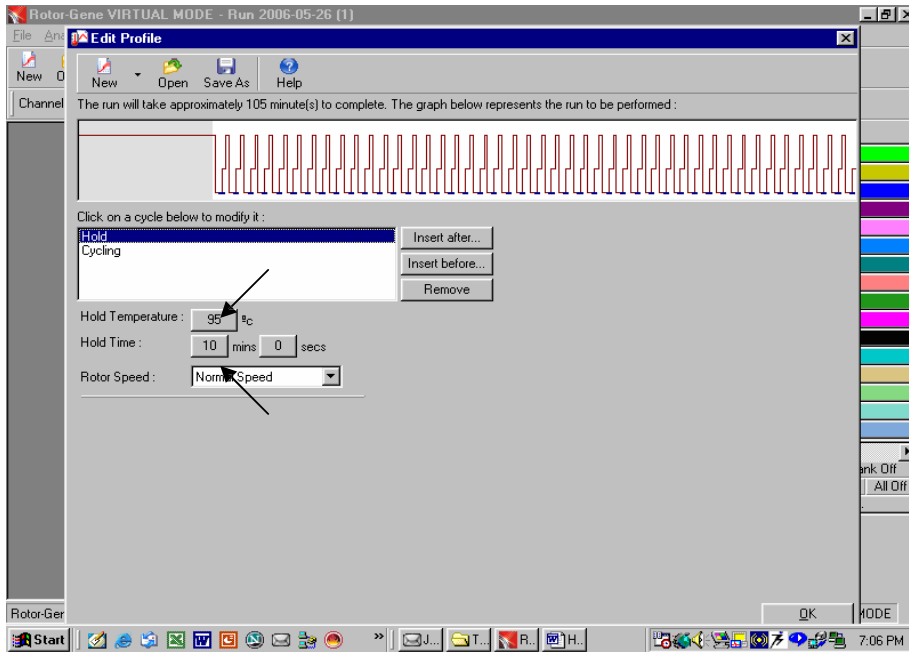 Rotor-Gene VIRTUAL MODE - Run 2006-05-26 (1)
File Ana
Edit Profile
New
New Open Save As Help
Channel
The run will take approximately 105 minute(s) to complete. The graph below represents the run to be performed :
Click on a cycle below to modify it :
Hold
Cycling
Insert after...
Insert before...
Remove
Hold Temperature : 95 ºc
Hold Time : 10 mins 0 secs
Rotor Speed : Normal Speed
ank Off
All Off
Rotor-Ger
OK
MODE
Start
J... T... R.. H..
7:06 PM